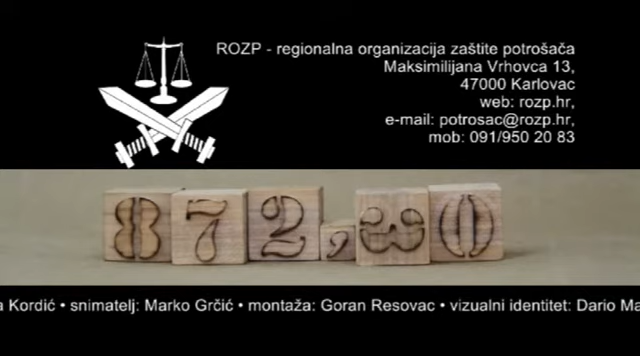 ROZP - regionalna organizacija zaštite potrošača
Maksimilijana Vrhovca 13,
47000 Karlovac
web: rozp.hr,
e-mail: potrosac@rozp.hr,
mob: 091/950 20 83
872,30
Kordić • snimatelj: Marko Grčić • montaža: Goran Resovac • vizualni identitet: Dario